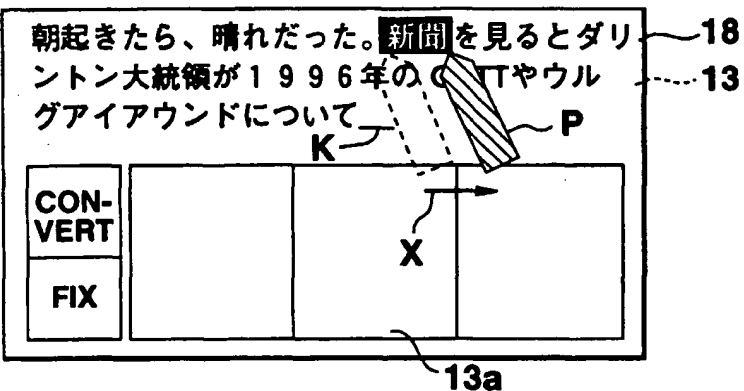 朝起きたら、晴れだった。新聞を見るとダリ
ントン大統領が1996年のG TTやウル
グアイアウンドについて_
18
13
K
P
X
CON-
VERT
FIX
13a